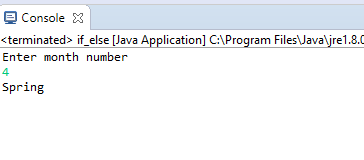 Console
<terminated> if_else [Java Application] C:\Program Files\Java\jre1.8.0
Enter month number
4
Spring